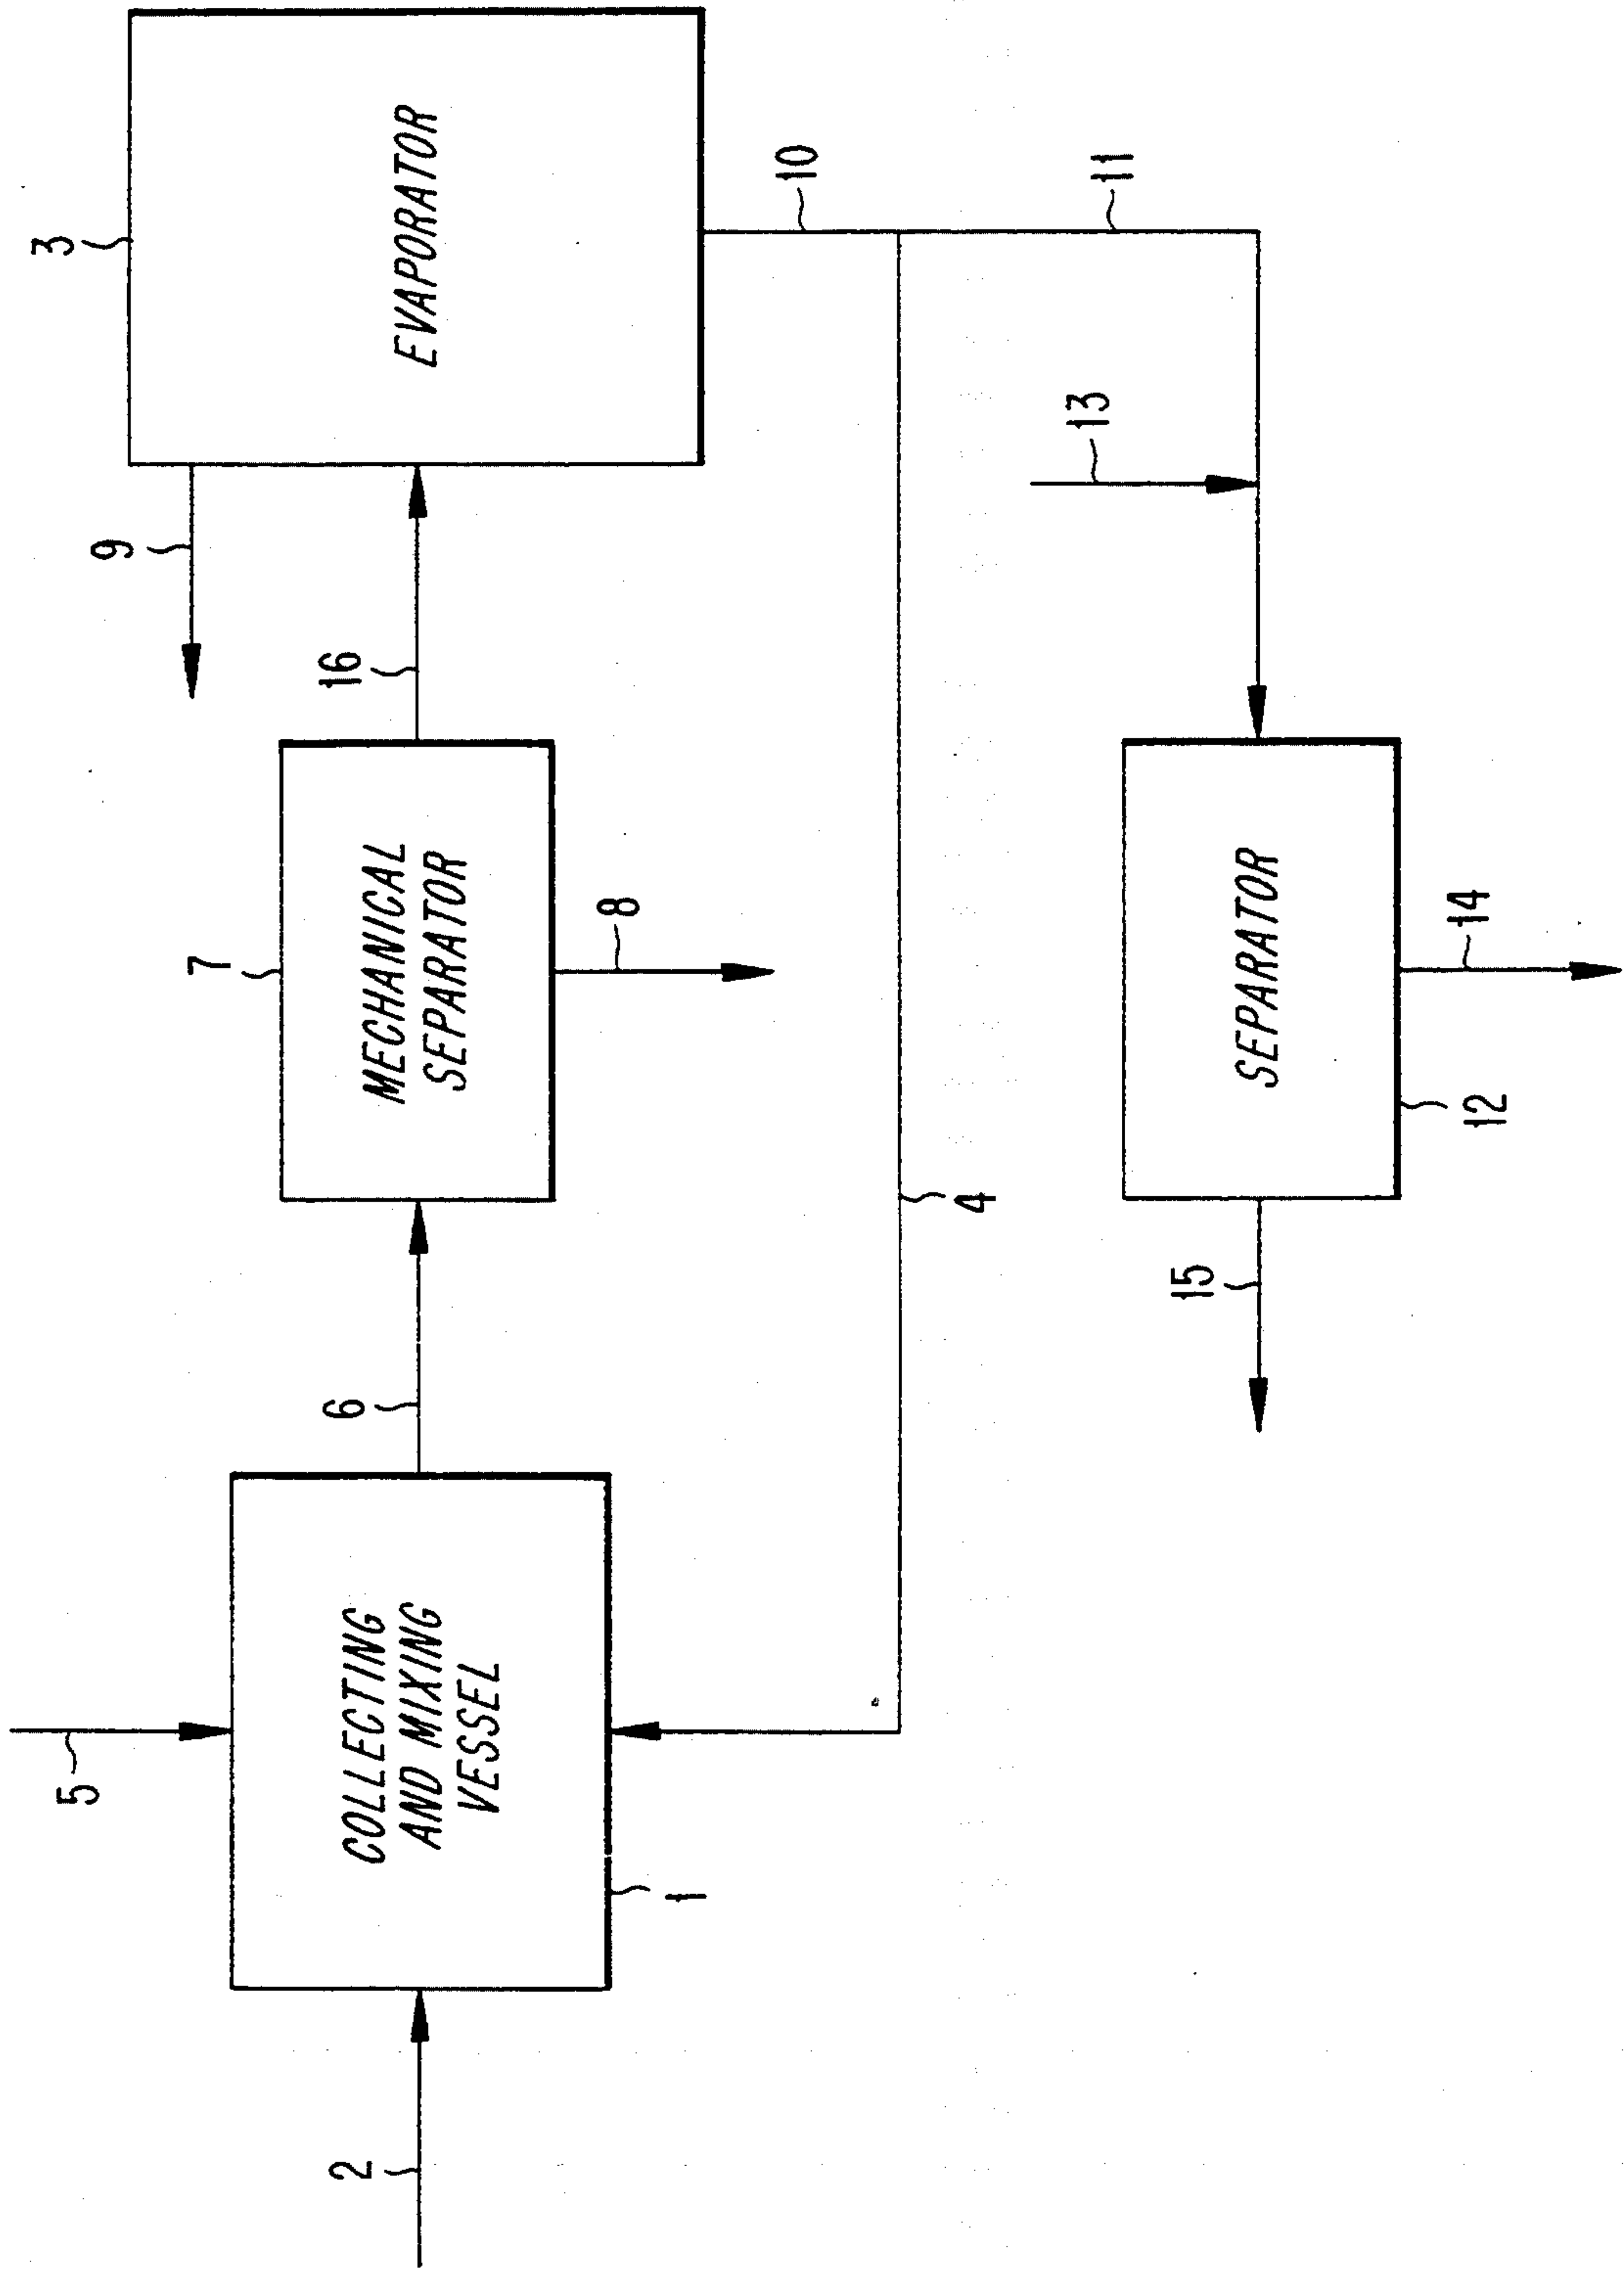 5
9
3
COLLECTING
AND MIXING
VESSEL
1
2
6
7
MECHANICAL
SEPARATOR
8
16
EVAPORATOR
10
4
11
13
15
SEPARATOR
12
14